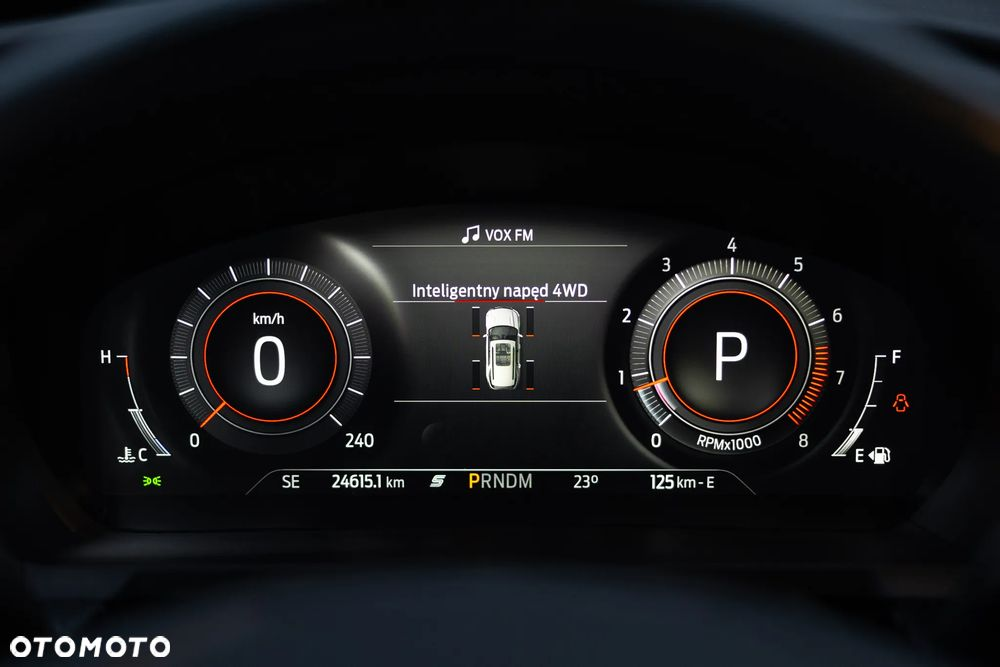 VOX FM
Inteligentny napęd 4WD
km/h
0
0
240
H
C
P
0
1
2
3
4
5
6
7
8
RPMx1000
F
E
SE
24615.1 km
S
PRNDM
23º
125 km - E
OTOMOTO